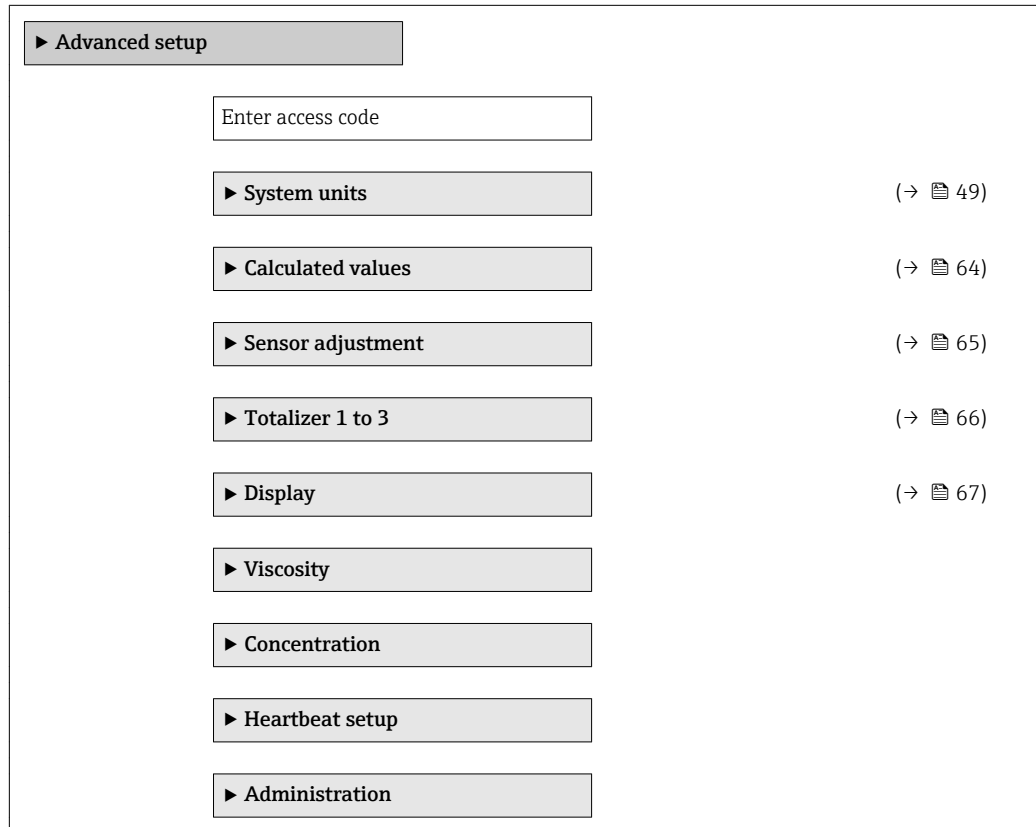 ▶ Advanced setup
Enter access code
▶ System units (→ 49)
▶ Calculated values (→ 64)
▶ Sensor adjustment (→ 65)
▶ Totalizer 1 to 3 (→ 66)
▶ Display (→ 67)
▶ Viscosity
▶ Concentration
▶ Heartbeat setup
▶ Administration